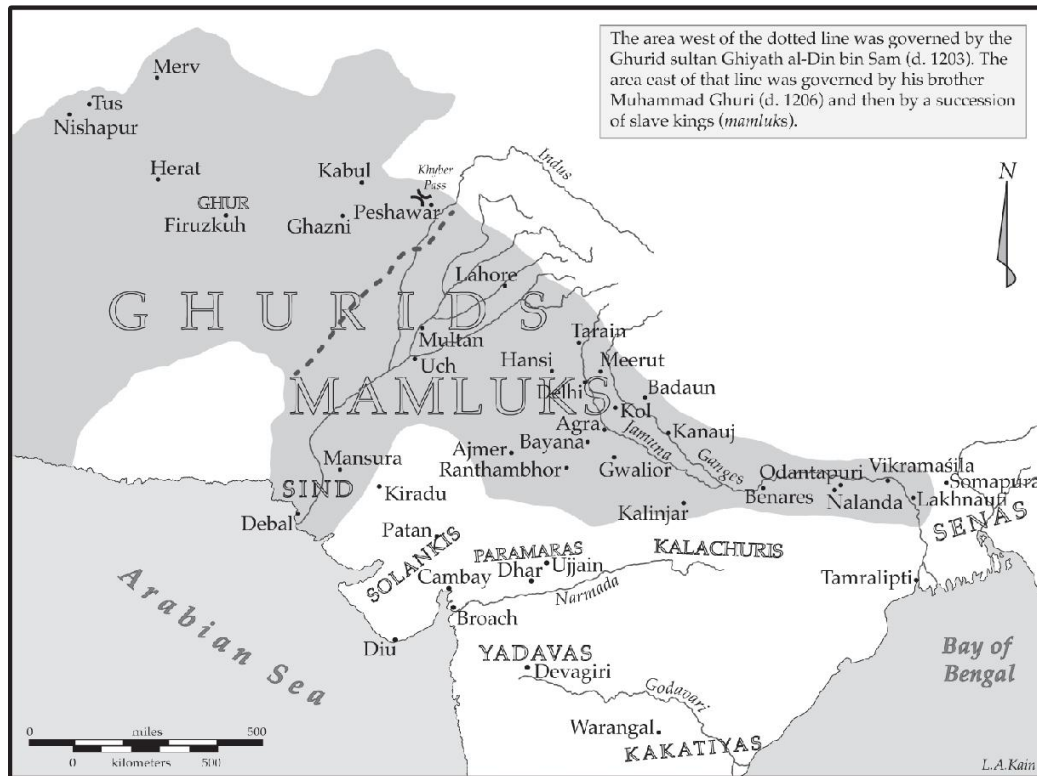 The area west of the dotted line was governed by the
Ghurid sultan Ghiyath al-Din bin Sam (d. 1203). The
area east of that line was governed by his brother
Muhammad Ghuri (d. 1206) and then by a succession
of slave kings (mamluks).
Merv
Tus
Nishapur
Herat
Kabul
Khyber
Pass
Indus
N
GHUR
Firuzkuh
Ghazni
Peshawar
Lahore
GHURIDS
Tarain
Multan
Uch
Hansi
Meerut
MAMLUKS
Delhi
Badaun
Kol
Agra
Kanauj
Jamuna
Ganges
Bayana
Ajmer
Ranthambhor
Gwalior
Mansura
SIND
Kiradu
Debal
Kalinjar
Benares
Odantapuri
Nalanda
Vikramaśila
Somapura
Lakhnauti
SENAS
Patan
SOLANKIS
PARAMARAS
Dhar
Ujjain
KALACHURIS
Cambay
Narmada
Tamralipti
Broach
Diu
Arabian Sea
YADAVAS
Devagiri
Bay of
Bengal
Godavari
Warangal
KAKATIYAS
0 miles 500
0 kilometers 500
L.A.Kain